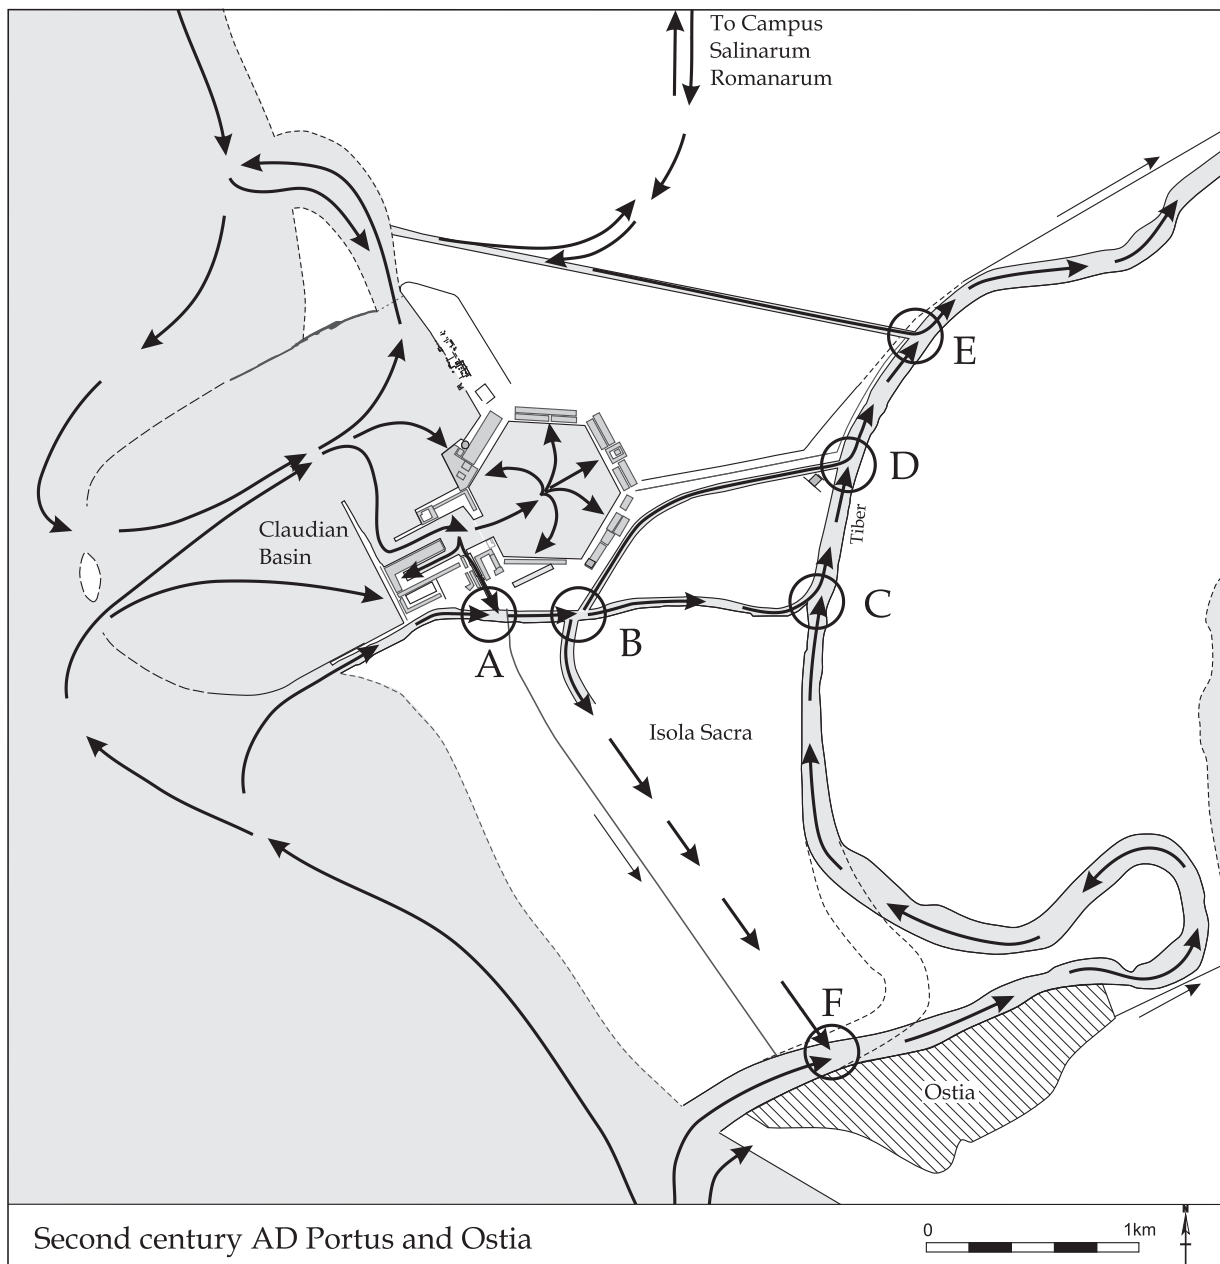 To Campus
Salinarum
Romanarum
E
D
Tiber
Claudian
Basin
C
B
A
Isola Sacra
F
Ostia
Second century AD Portus and Ostia
0 1km
N